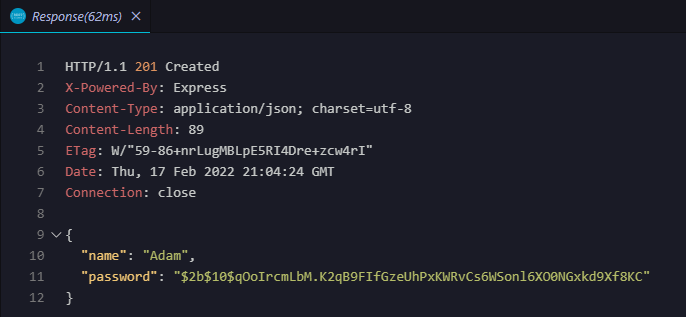 Response(62ms) ×
1 HTTP/1.1 201 Created
2 X-Powered-By: Express
3 Content-Type: application/json; charset=utf-8
4 Content-Length: 89
5 ETag: W/"59-86+nrLugMBLpE5RI4Dre+zcw4rI"
6 Date: Thu, 17 Feb 2022 21:04:24 GMT
7 Connection: close
8
9 {
10 "name": "Adam",
11 "password": "$2b$10$qOoIrcmLbM.K2qB9FIfGzeUhPxKWRvCs6WSonl6XO0NGxkd9Xf8KC"
12 }